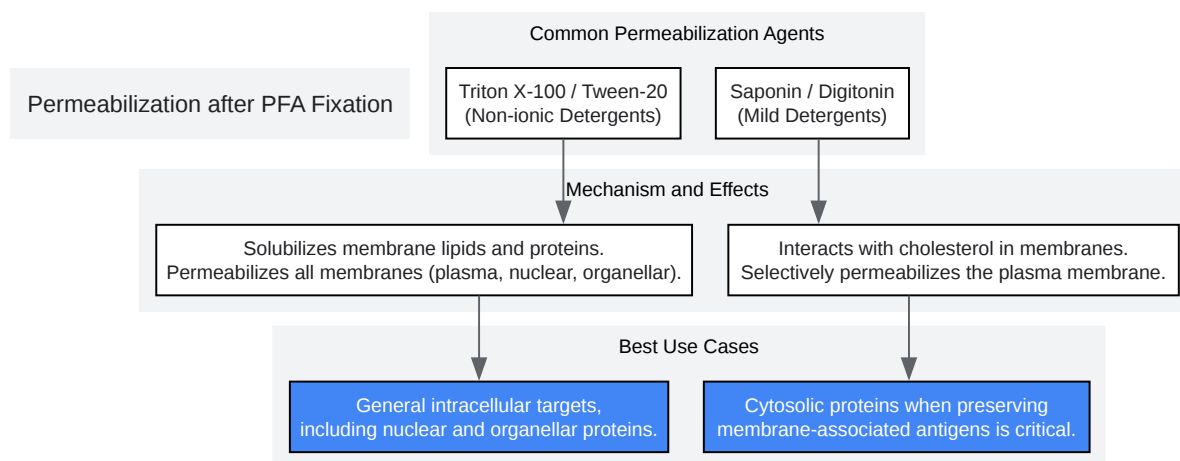 Common Permeabilization Agents
Permeabilization after PFA Fixation
Triton X-100 / Tween-20
(Non-ionic Detergents)
Saponin / Digitonin
(Mild Detergents)
Mechanism and Effects
Solubilizes membrane lipids and proteins.
Permeabilizes all membranes (plasma, nuclear, organellar).
Interacts with cholesterol in membranes.
Selectively permeabilizes the plasma membrane.
Best Use Cases
General intracellular targets,
including nuclear and organellar proteins.
Cytosolic proteins when preserving
membrane-associated antigens is critical.